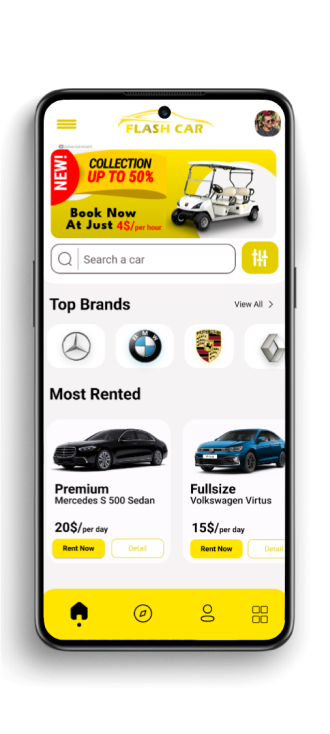 FLASH CAR
NEW!
COLLECTION
UP TO 50%
Book Now
At Just 4$/per hour
Search a car
Top Brands
View All >
BMW
Most Rented
Premium
Mercedes S 500 Sedan
20$/per day
Rent Now
Detail
Fullsize
Volkswagen Virtus
15$/per day
Rent Now
Detail